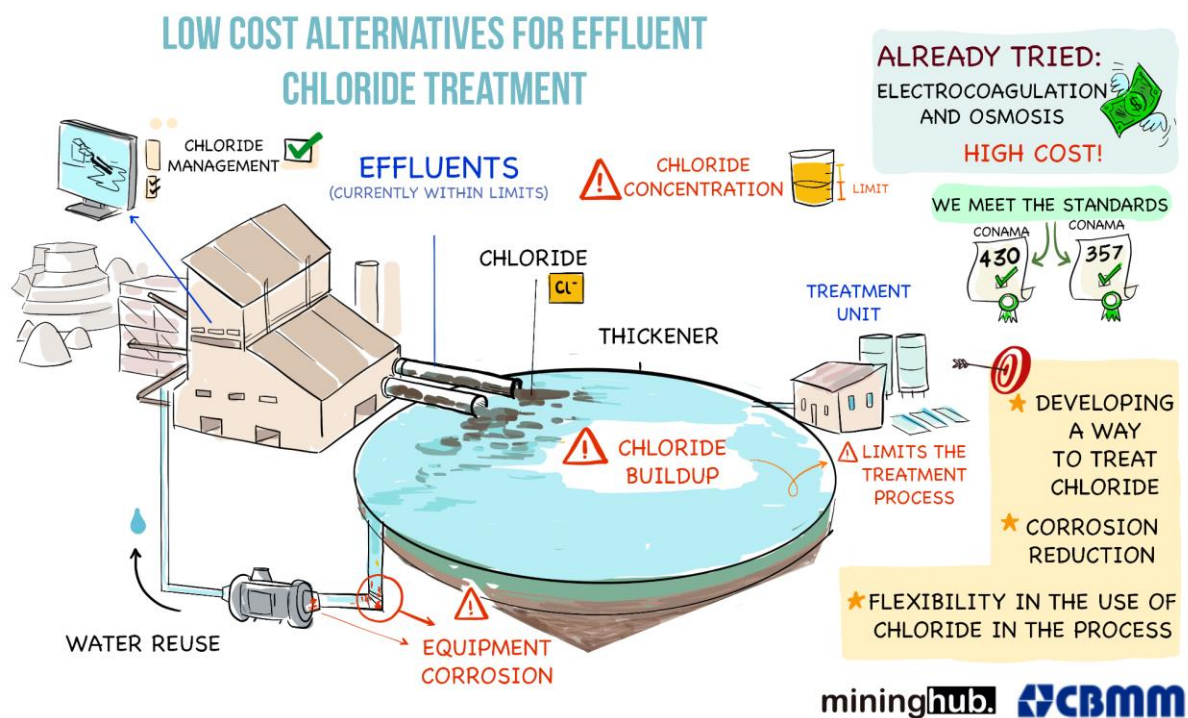 LOW COST ALTERNATIVES FOR EFFLUENT
CHLORIDE TREATMENT
ALREADY TRIED:
ELECTROCOAGULATION
AND OSMOSIS
HIGH COST!
CHLORIDE
MANAGEMENT
EFFLUENTS
(CURRENTLY WITHIN LIMITS)
CHLORIDE
CONCENTRATION
LIMIT
WE MEET THE STANDARDS
CONAMA
430
CONAMA
357
CHLORIDE
Cl-
THICKENER
TREATMENT
UNIT
CHLORIDE
BUILDUP
LIMITS THE
TREATMENT
PROCESS
DEVELOPING
A WAY
TO TREAT
CHLORIDE
CORROSION
REDUCTION
FLEXIBILITY IN THE USE OF
CHLORIDE IN THE PROCESS
WATER REUSE
EQUIPMENT
CORROSION
mininghub.
CBMM